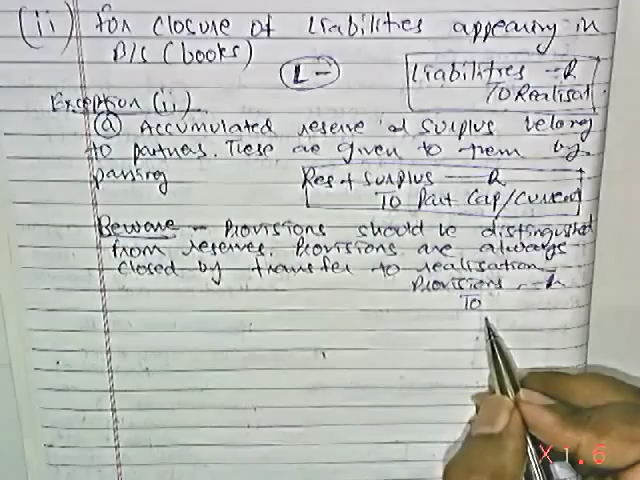 (ii) for closure of Liabilities appearing in
B/S (books)
L-
Liabilities — Dr
TO Realisat
Exception (ii)
(a) Accumulated reserve & surplus belong
to partners. These are given to them by
passing
Res & surplus — Dr
TO Part Cap/Current
Beware - Provisions should be distinguished
from reserves. Provisions are always
closed by transfer to realisation
Provisions — Dr
TO
X1.6